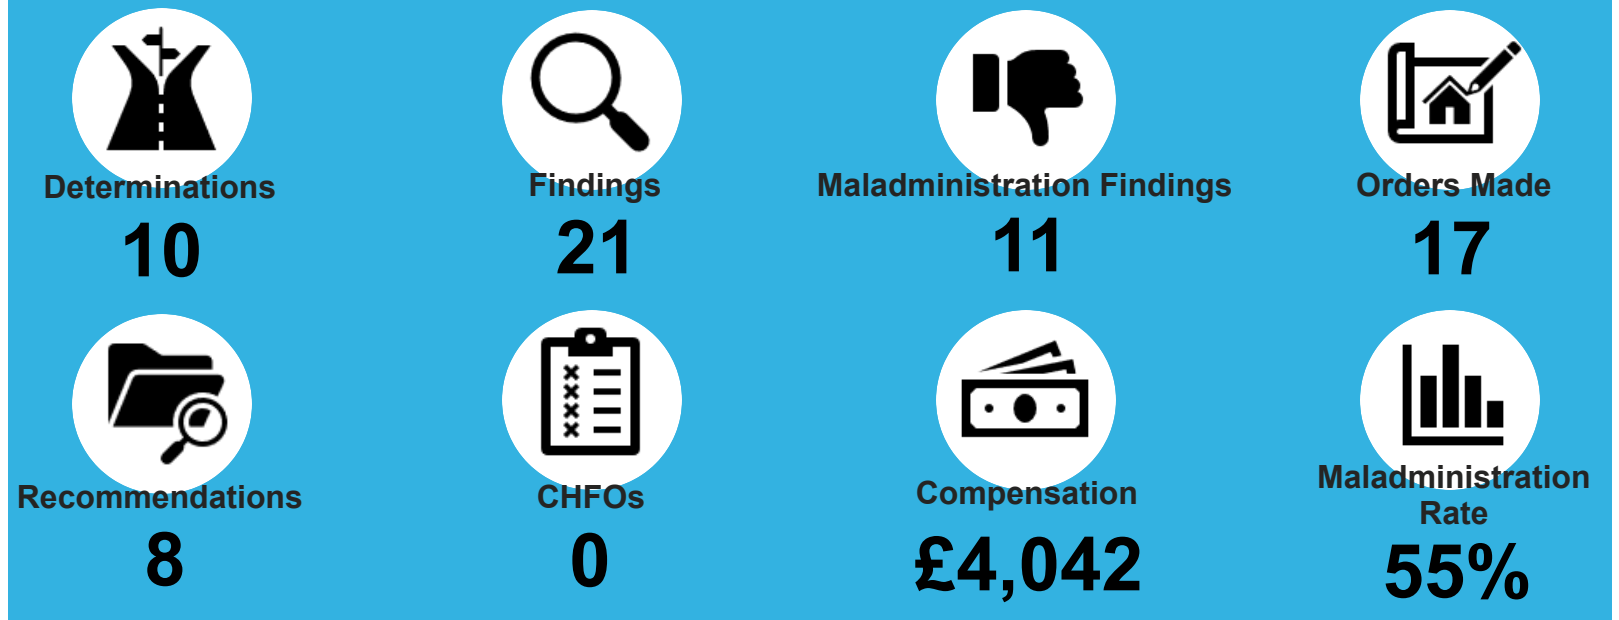 Determinations
10
Findings
21
Maladministration Findings
11
Orders Made
17
Recommendations
8
CHFOs
0
Compensation
£4,042
Maladministration
Rate
55%